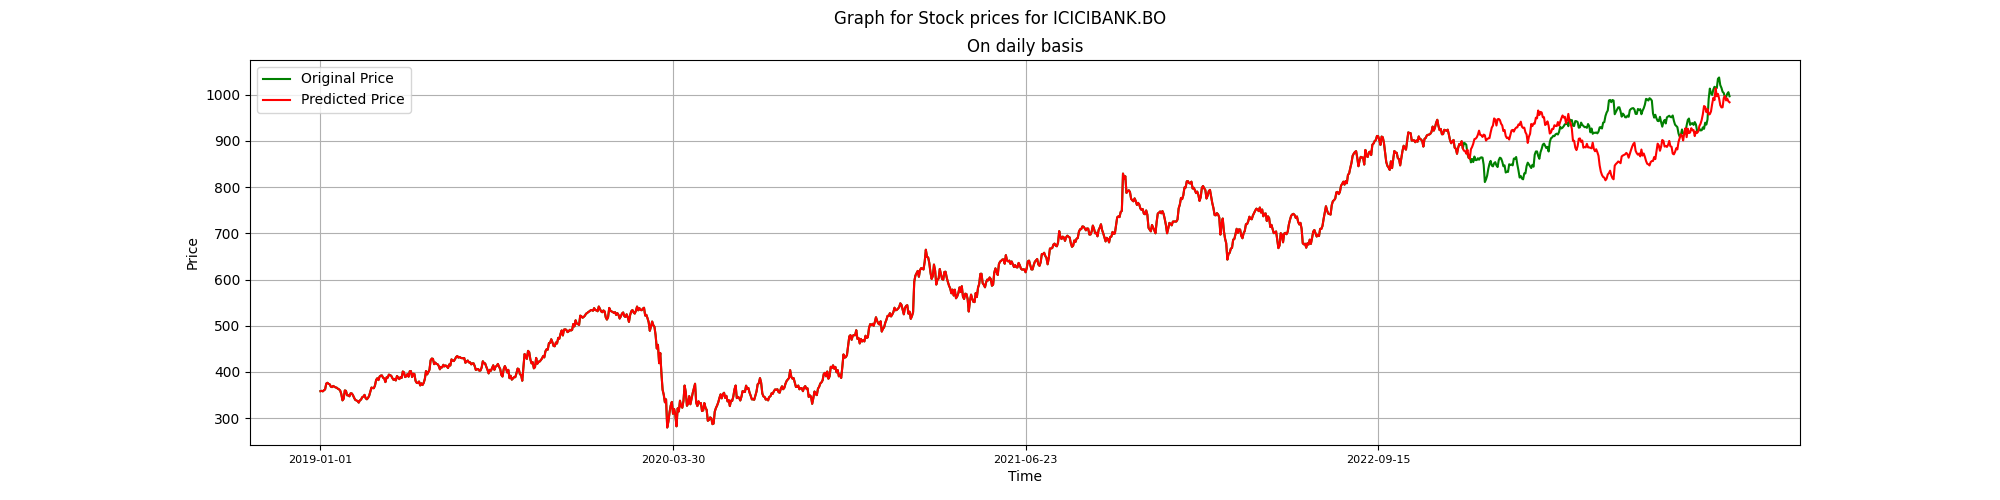 Graph for Stock prices for ICICIBANK.BO
On daily basis
Original Price
Predicted Price
1000
900
800
700
600
500
400
300
Price
2019-01-01
2020-03-30
2021-06-23
2022-09-15
Time